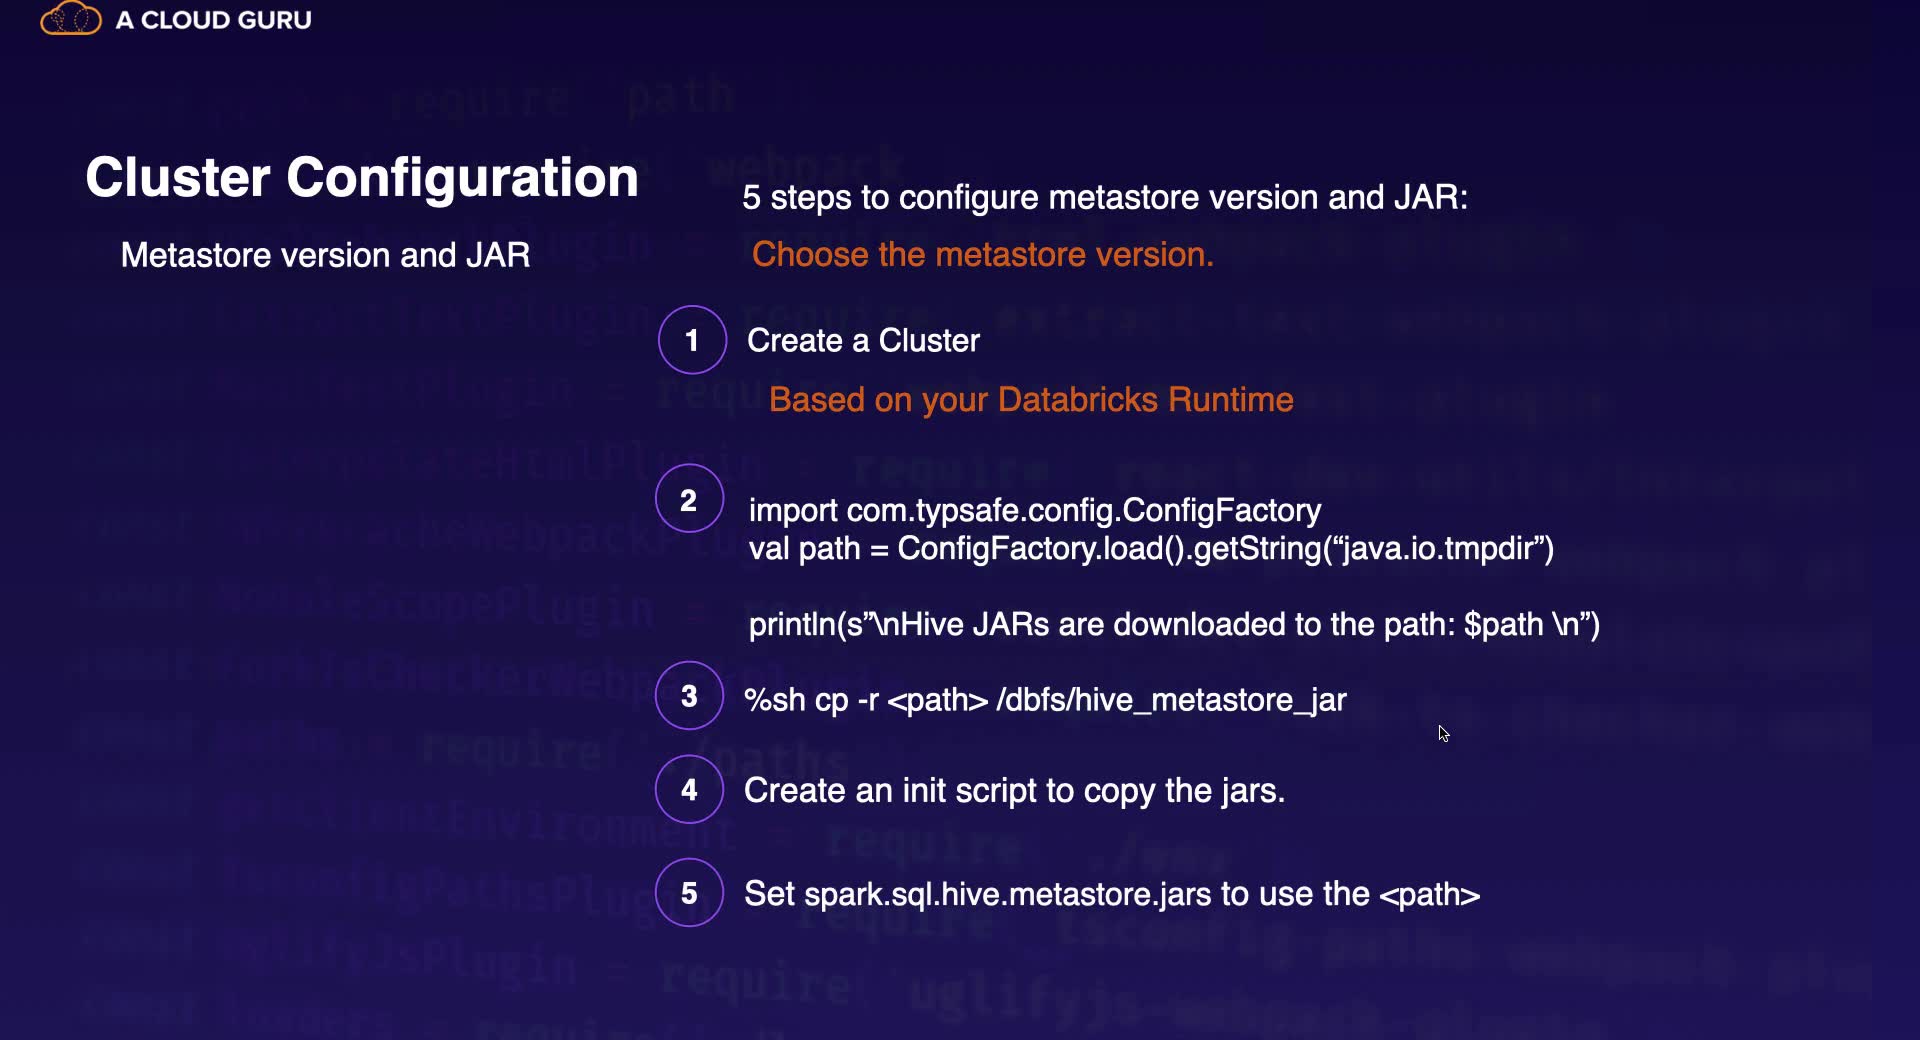 A CLOUD GURU
Cluster Configuration
Metastore version and JAR
5 steps to configure metastore version and JAR:
Choose the metastore version.
1 Create a Cluster
Based on your Databricks Runtime
2
import com.typsafe.config.ConfigFactory
val path = ConfigFactory.load().getString(“java.io.tmpdir”)
println(s”\nHive JARs are downloaded to the path: $path \n”)
3 %sh cp -r <path> /dbfs/hive_metastore_jar
4 Create an init script to copy the jars.
5 Set spark.sql.hive.metastore.jars to use the <path>